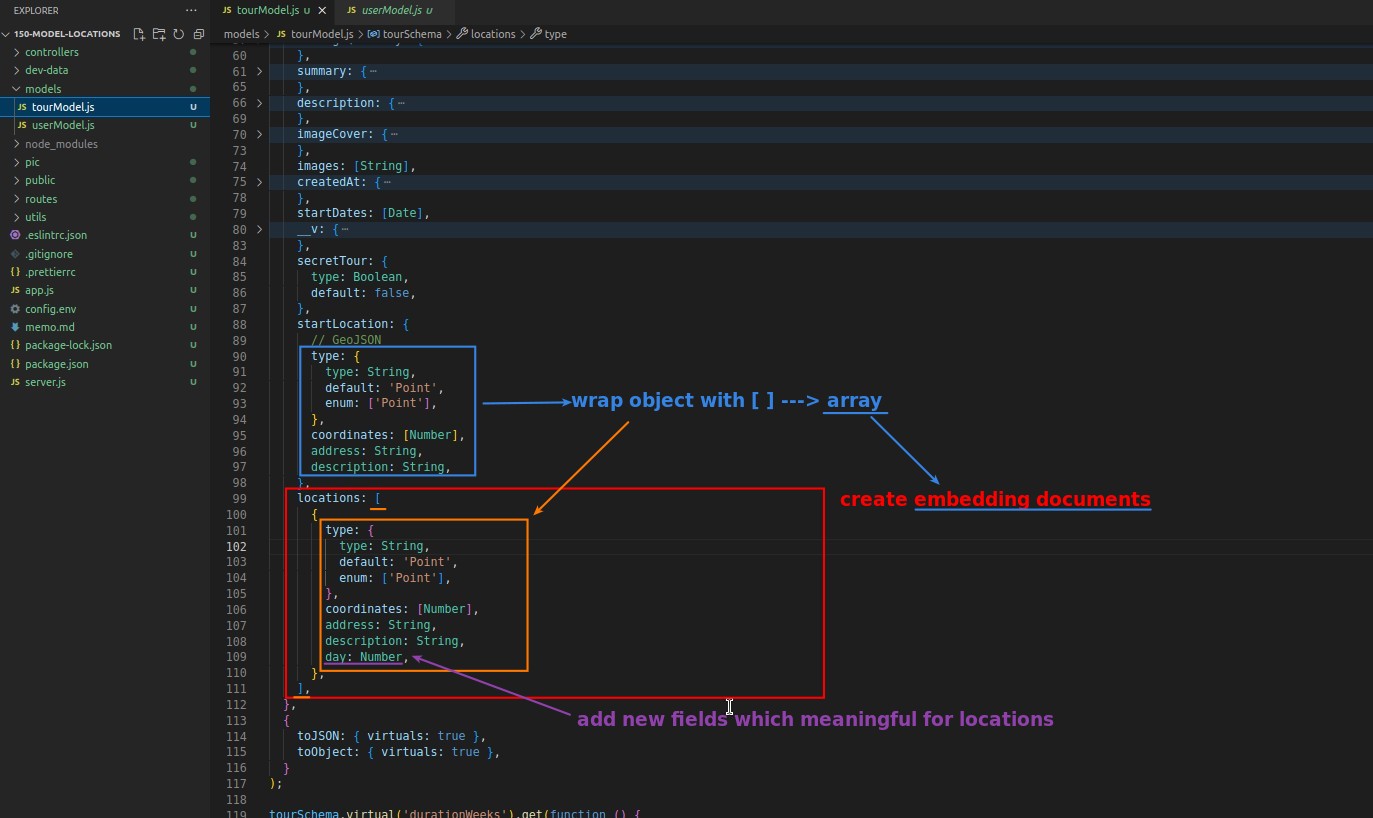 EXPLORER
tourModel.js U
userModel.js U
150-MODEL-LOCATIONS
models > JS tourModel.js > tourSchema > locations > type
controllers
dev-data
models
JS tourModel.js U
JS userModel.js U
node_modules
pic
public
routes
utils
.eslintrc.json U
.gitignore U
.prettierrc U
JS app.js U
config.env U
memo.md U
package-lock.json U
package.json U
JS server.js U
60 },
61 summary: {…
65 },
66 description: {…
69 },
70 imageCover: {…
73 },
74 images: [String],
75 createdAt: {…
78 },
79 startDates: [Date],
80 __v: {…
83 },
84 secretTour: {
85 type: Boolean,
86 default: false,
87 },
88 startLocation: {
89 // GeoJSON
90 type: {
91 type: String,
92 default: 'Point',
93 enum: ['Point'],
94 },
95 coordinates: [Number],
96 address: String,
97 description: String,
98 },
99 locations: [
100 {
101 type: {
102 type: String,
103 default: 'Point',
104 enum: ['Point'],
105 },
106 coordinates: [Number],
107 address: String,
108 description: String,
109 day: Number,
110 },
111 ],
112 },
113 {
114 toJSON: { virtuals: true },
115 toObject: { virtuals: true },
116 }
117 );
118
119 tourSchema.virtual('durationWeeks').get(function () {
wrap object with [ ] ---> array
create embedding documents
add new fields which meaningful for locations